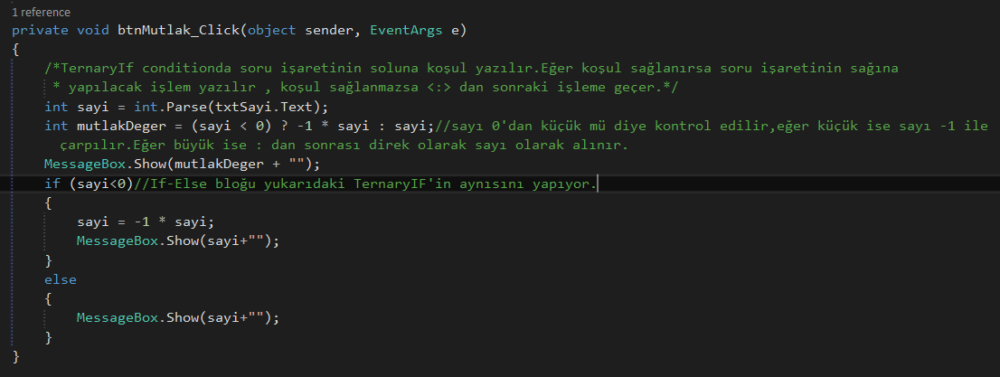 1 reference
private void btnMutlak_Click(object sender, EventArgs e)
{
/*TernaryIf conditionda soru işaretinin soluna koşul yazılır.Eğer koşul sağlanırsa soru işaretinin sağına
* yapılacak işlem yazılır , koşul sağlanmazsa <:> dan sonraki işleme geçer.*/
int sayi = int.Parse(txtSayi.Text);
int mutlakDeger = (sayi < 0) ? -1 * sayi : sayi;//sayı 0'dan küçük mü diye kontrol edilir,eğer küçük ise sayı -1 ile
çarpılır.Eğer büyük ise : dan sonrası direk olarak sayı olarak alınır.
MessageBox.Show(mutlakDeger + "");
if (sayi<0)//If-Else bloğu yukarıdaki TernaryIF'in aynısını yapıyor.
{
sayi = -1 * sayi;
MessageBox.Show(sayi+"");
}
else
{
MessageBox.Show(sayi+"");
}
}